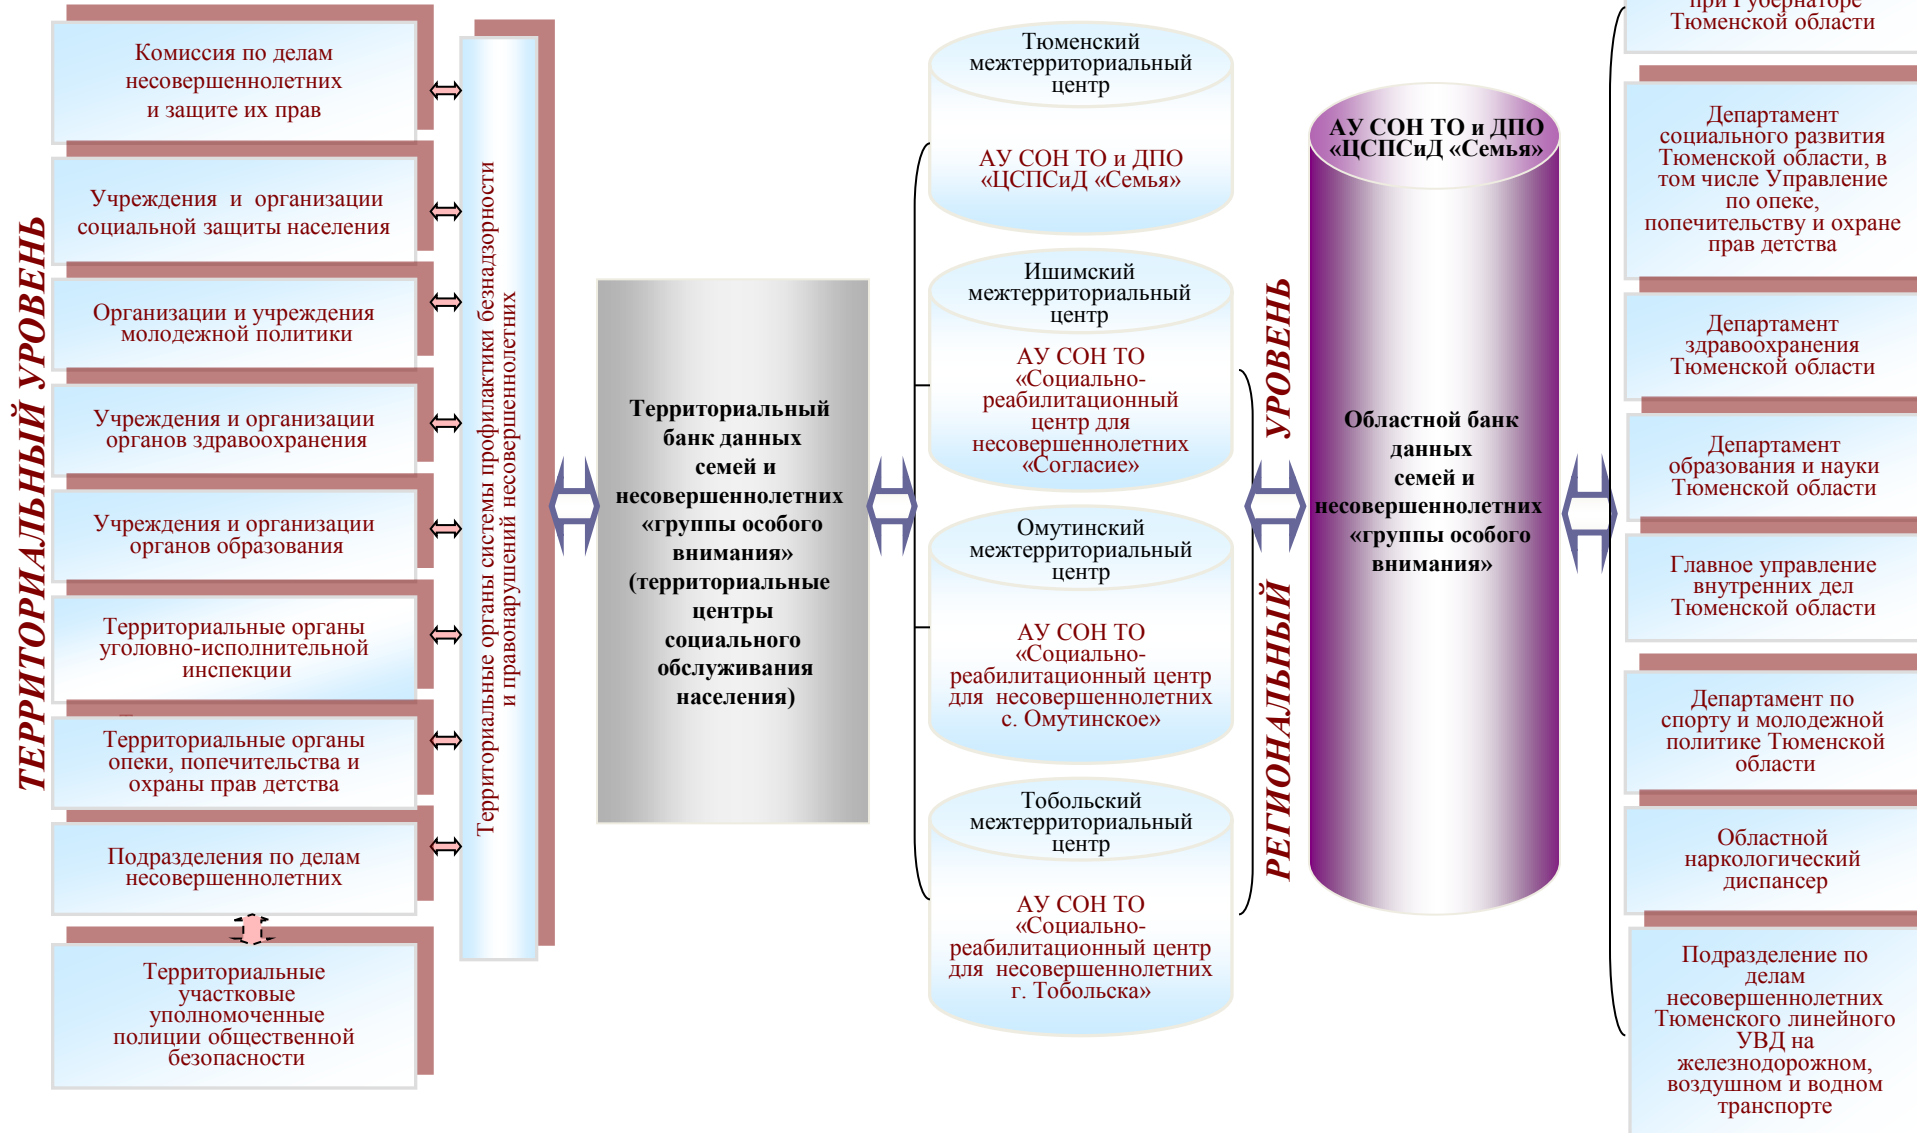 ТЕРРИТОРИАЛЬНЫЙ УРОВЕНЬ
Комиссия по делам
несовершеннолетних
и защите их прав
Учреждения и организации
социальной защиты населения
Организации и учреждения
молодежной политики
Учреждения и организации
органов здравоохранения
Учреждения и организации
органов образования
Территориальные органы
уголовно-исполнительной
инспекции
Территориальные органы
опеки, попечительства и
охраны прав детства
Подразделения по делам
несовершеннолетних
Территориальные
участковые
уполномоченные
полиции общественной
безопасности
Территориальные органы системы профилактики безнадзорности
и правонарушений несовершеннолетних
Территориальный
банк данных
семей и
несовершеннолетних
«группы особого
внимания»
(территориальные
центры
социального
обслуживания
населения)
Тюменский
межтерриториальный
центр
АУ СОН ТО и ДПО
«ЦСПСиД «Семья»
Ишимский
межтерриториальный
центр
АУ СОН ТО
«Социально-
реабилитационный
центр для
несовершеннолетних
«Согласие»
Омутинский
межтерриториальный
центр
АУ СОН ТО
«Социально-
реабилитационный центр
для несовершеннолетних
с. Омутинское»
Тобольский
межтерриториальный
центр
АУ СОН ТО
«Социально-
реабилитационный центр
для несовершеннолетних
г. Тобольска»
РЕГИОНАЛЬНЫЙ УРОВЕНЬ
АУ СОН ТО и ДПО
«ЦСПСиД «Семья»
Областной банк
данных
семей и
несовершеннолетних
«группы особого
внимания»
при Губернаторе
Тюменской области
Департамент
социального развития
Тюменской области, в
том числе Управление
по опеке,
попечительству и охране
прав детства
Департамент
здравоохранения
Тюменской области
Департамент
образования и науки
Тюменской области
Главное управление
внутренних дел
Тюменской области
Департамент по
спорту и молодежной
политике Тюменской
области
Областной
наркологический
диспансер
Подразделение по
делам
несовершеннолетних
Тюменского линейного
УВД на
железнодорожном,
воздушном и водном
транспорте